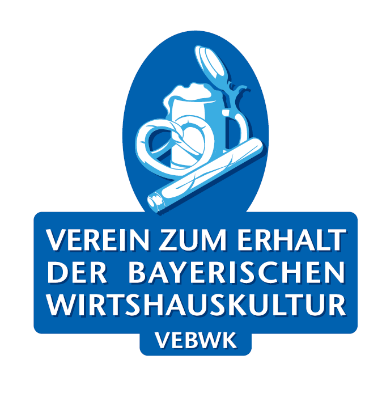 VEREIN ZUM ERHALT
DER BAYERISCHEN
WIRTSHAUSKULTUR
VEBWK